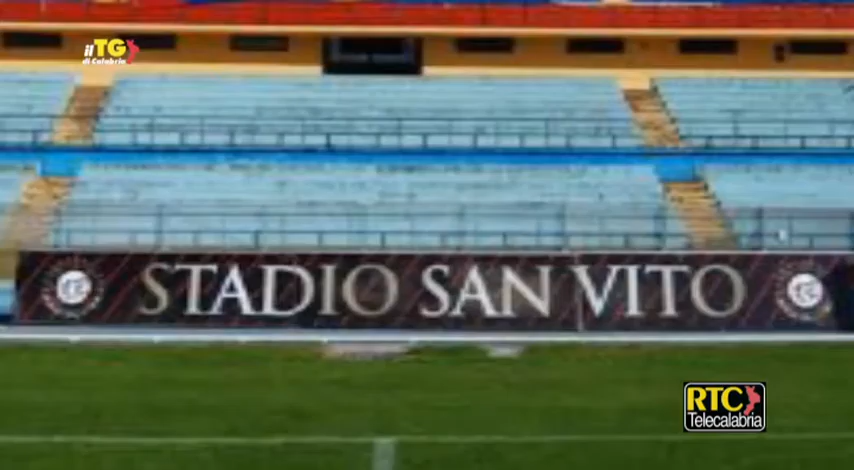 il TG
di Calabria
STADIO SAN VITO
RTC
Telecalabria